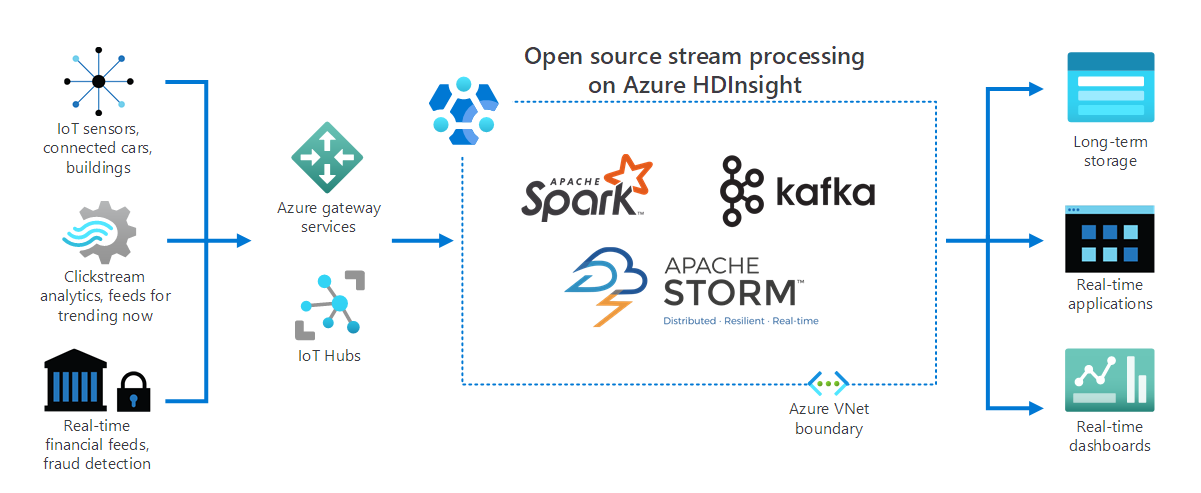 Open source stream processing
on Azure HDInsight
IoT sensors,
connected cars,
buildings
Clickstream
analytics, feeds for
trending now
Real-time
financial feeds,
fraud detection
Azure gateway
services
IoT Hubs
APACHE
Spark™
kafka
APACHE
STORM™
Distributed · Resilient · Real-time
Azure VNet
boundary
Long-term
storage
Real-time
applications
Real-time
dashboards